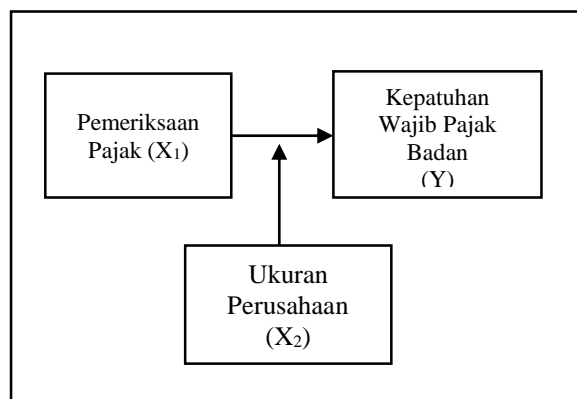 Pemeriksaan
Pajak (X₁)
Kepatuhan
Wajib Pajak
Badan
(Y)
Ukuran
Perusahaan
(X₂)